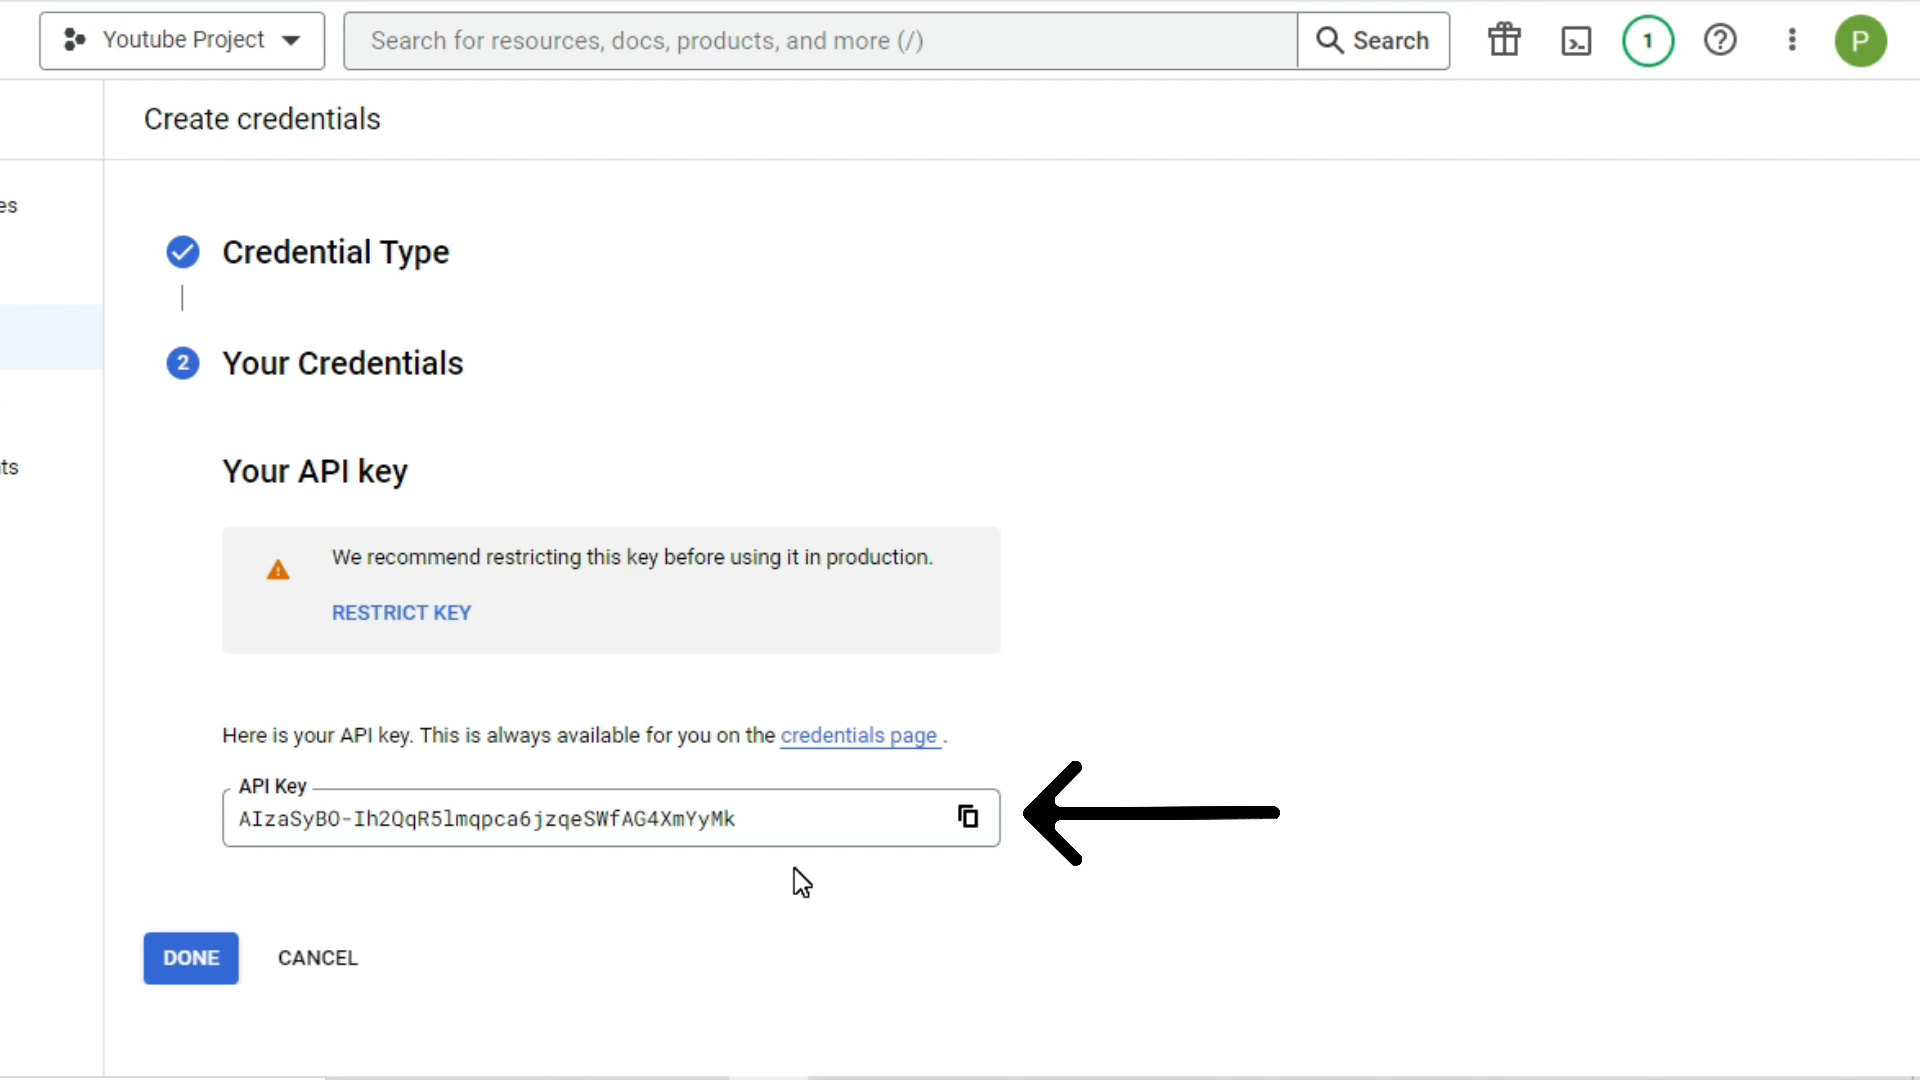 Youtube Project
Search for resources, docs, products, and more (/)
Search
1
P
Create credentials
es
Credential Type
2
Your Credentials
ts
Your API key
We recommend restricting this key before using it in production.
RESTRICT KEY
Here is your API key. This is always available for you on the credentials page .
API Key
AIzaSyBO-Ih2QqR5lmqpca6jzqeSWfAG4XmYyMk
DONE
CANCEL